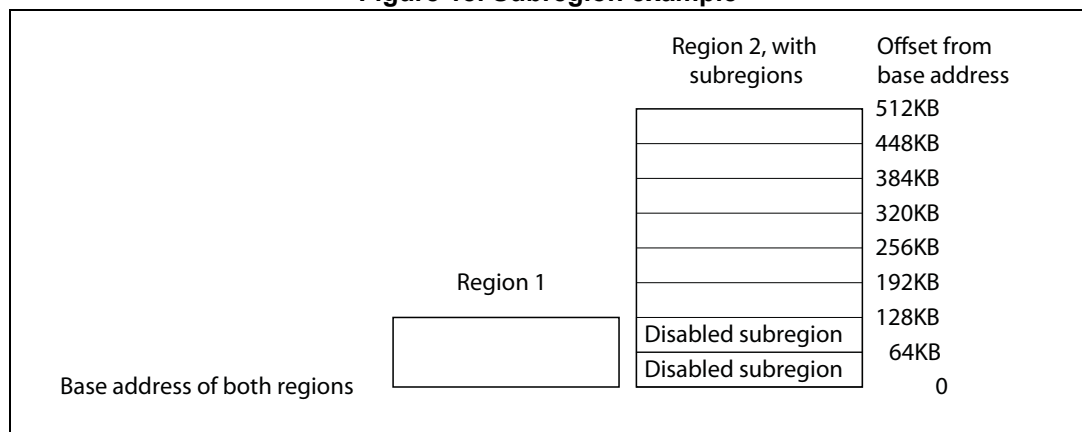 Figure 18. Subregion example
Region 2, with
subregions
Offset from
base address
512KB
448KB
384KB
320KB
256KB
Region 1
192KB
128KB
Disabled subregion
64KB
Disabled subregion
Base address of both regions
0